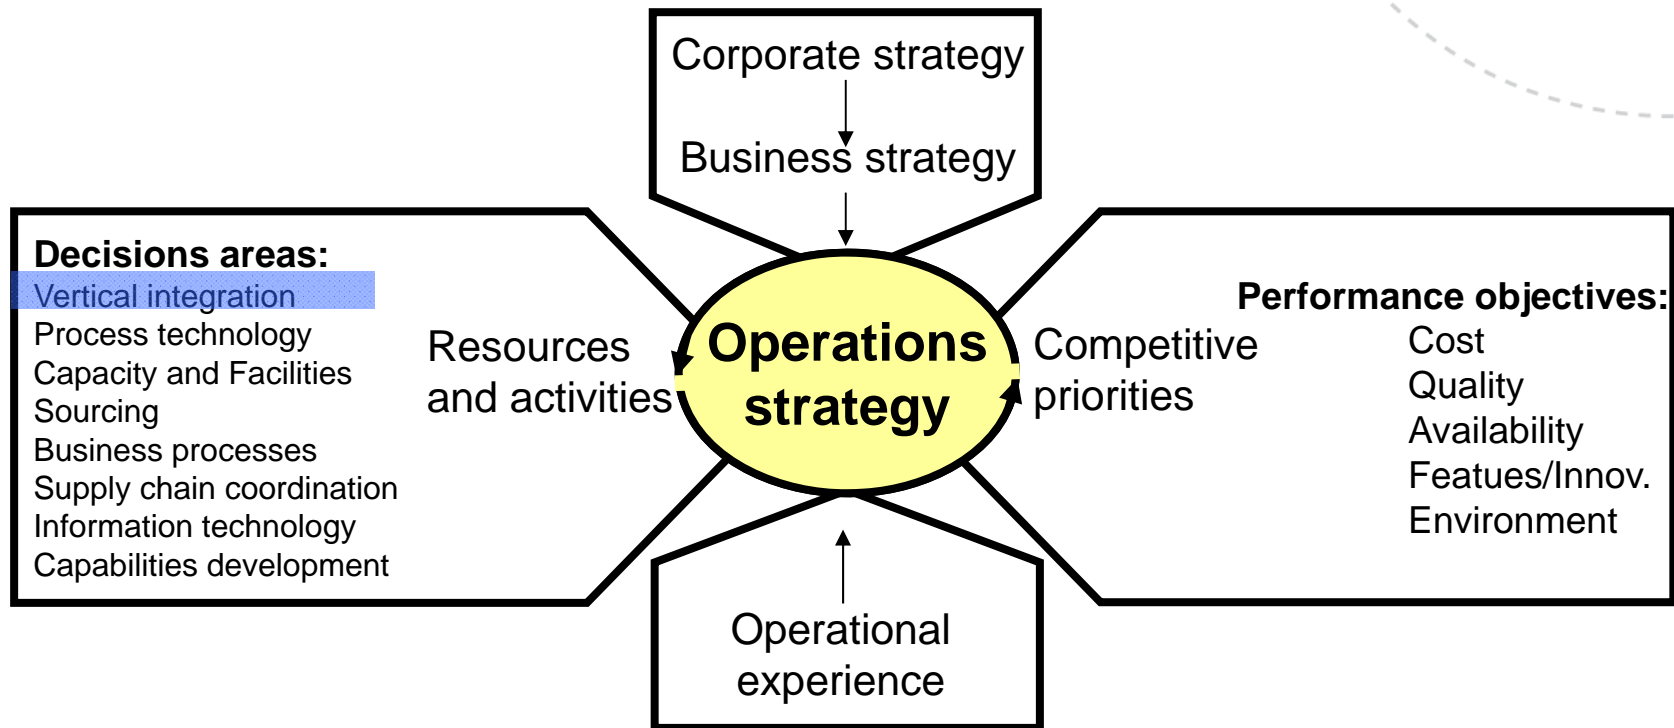 Corporate strategy
Business strategy
Decisions areas:
Vertical integration
Process technology
Capacity and Facilities
Sourcing
Business processes
Supply chain coordination
Information technology
Capabilities development
Resources
and activities
Operations
strategy
Competitive
priorities
Performance objectives:
Cost
Quality
Availability
Featues/Innov.
Environment
Operational
experience